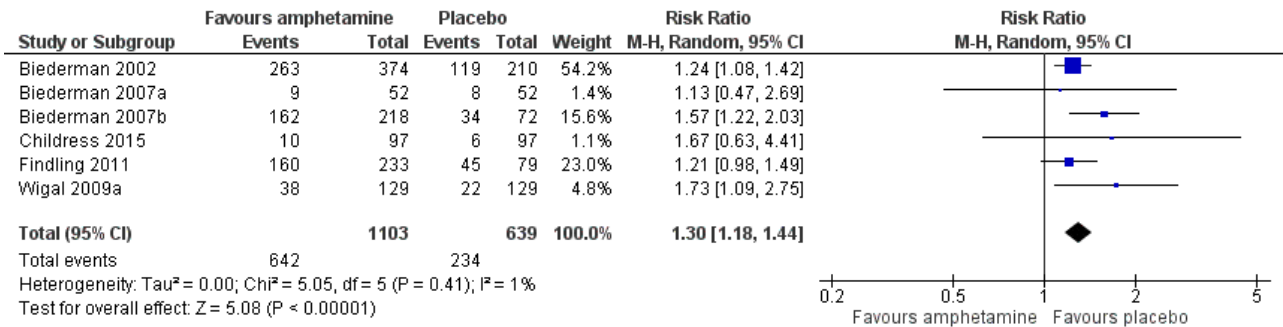 Favours amphetamine Placebo Risk Ratio Risk Ratio
Study or Subgroup Events Total Events Total Weight M-H, Random, 95% CI M-H, Random, 95% CI
Biederman 2002 263 374 119 210 54.2% 1.24 [1.08, 1.42]
Biederman 2007a 9 52 8 52 1.4% 1.13 [0.47, 2.69]
Biederman 2007b 162 218 34 72 15.6% 1.57 [1.22, 2.03]
Childress 2015 10 97 6 97 1.1% 1.67 [0.63, 4.41]
Findling 2011 160 233 45 79 23.0% 1.21 [0.98, 1.49]
Wigal 2009a 38 129 22 129 4.8% 1.73 [1.09, 2.75]
Total (95% CI) 1103 639 100.0% 1.30 [1.18, 1.44]
Total events 642 234
Heterogeneity: Tau² = 0.00; Chi² = 5.05, df = 5 (P = 0.41); I² = 1%
Test for overall effect: Z = 5.08 (P < 0.00001)
0.2 0.5 1 2 5
Favours amphetamine Favours placebo